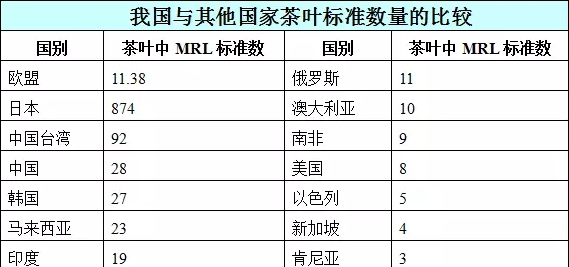 我国与其他国家茶叶标准数量的比较
国别 茶叶中 MRL 标准数 国别 茶叶中 MRL 标准数
欧盟 11.38 俄罗斯 11
日本 874 澳大利亚 10
中国台湾 92 南非 9
中国 28 美国 8
韩国 27 以色列 5
马来西亚 23 新加坡 4
印度 19 肯尼亚 3